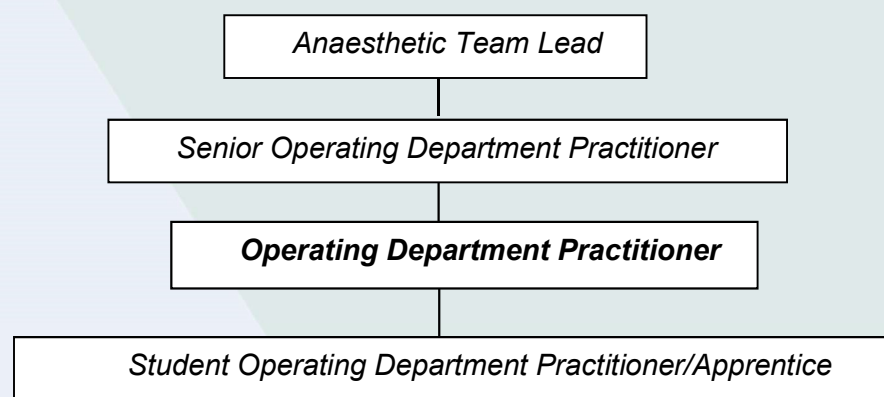 Anaesthetic Team Lead
Senior Operating Department Practitioner
Operating Department Practitioner
Student Operating Department Practitioner/Apprentice